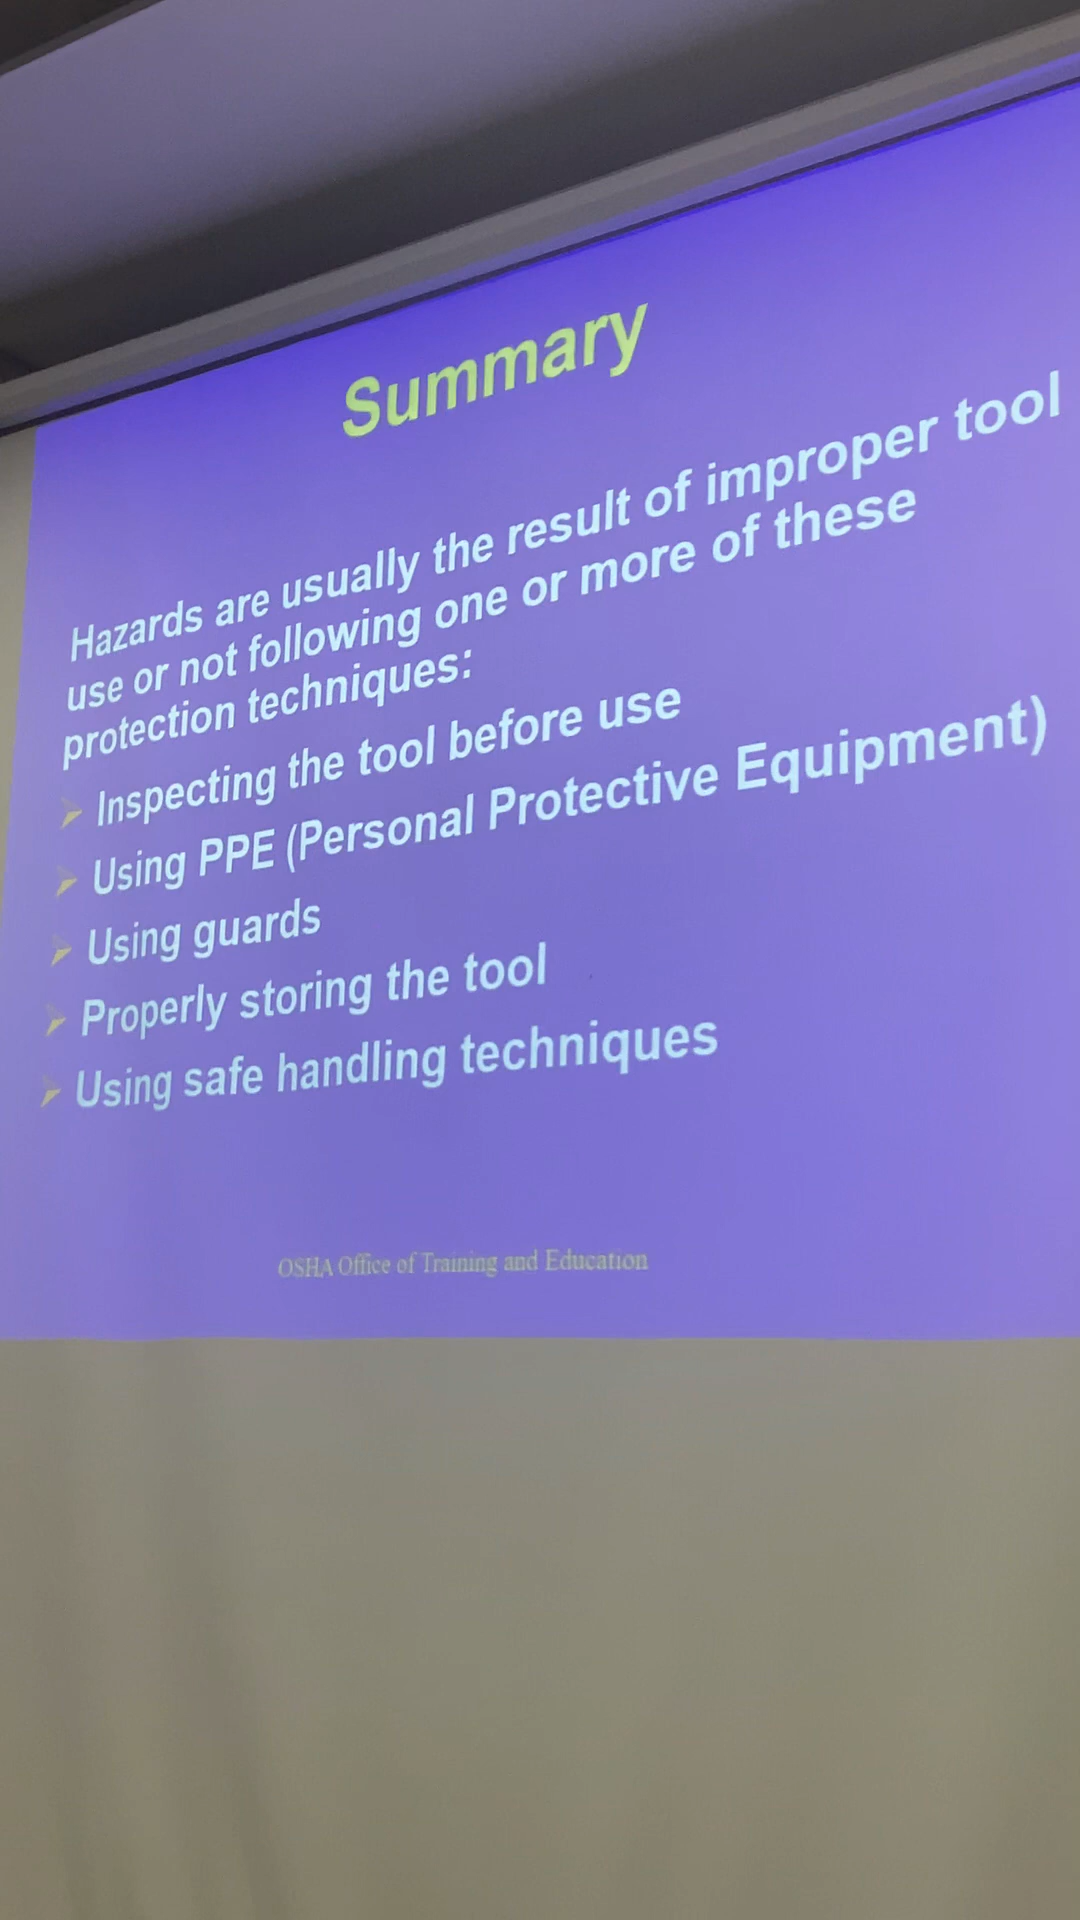 Summary
Hazards are usually the result of improper tool
use or not following one or more of these
protection techniques:
Inspecting the tool before use
Using PPE (Personal Protective Equipment)
Using guards
Properly storing the tool
Using safe handling techniques
OSHA Office of Training and Education